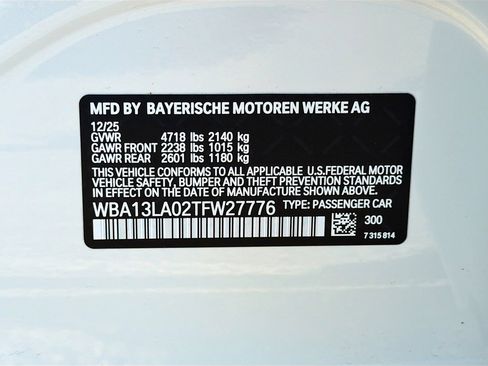 MFD BY BAYERISCHE MOTOREN WERKE AG
12/25
GVWR 4718 lbs 2140 kg
GAWR FRONT 2238 lbs 1015 kg
GAWR REAR 2601 lbs 1180 kg
THIS VEHICLE CONFORMS TO ALL APPLICABLE U.S.FEDERAL MOTOR
VEHICLE SAFETY, BUMPER AND THEFT PREVENTION STANDARDS
IN EFFECT ON THE DATE OF MANUFACTURE SHOWN ABOVE.
WBA13LA02TFW27776 TYPE: PASSENGER CAR
300
7 315 814